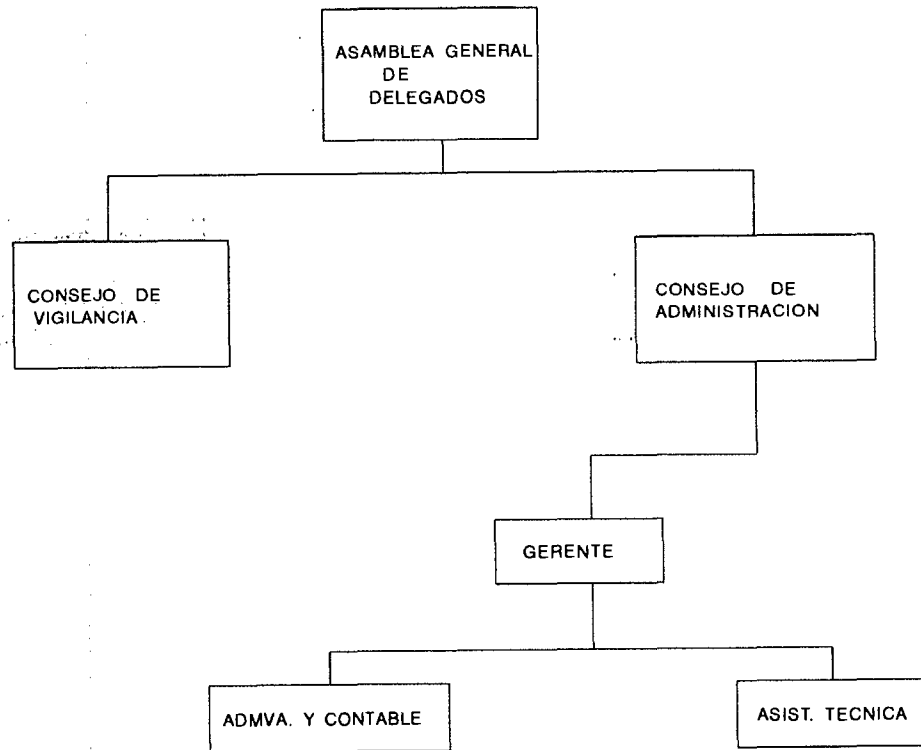 ASAMBLEA GENERAL
DE
DELEGADOS
CONSEJO DE
VIGILANCIA
CONSEJO DE
ADMINISTRACION
GERENTE
ADMVA. Y CONTABLE
ASIST. TECNICA